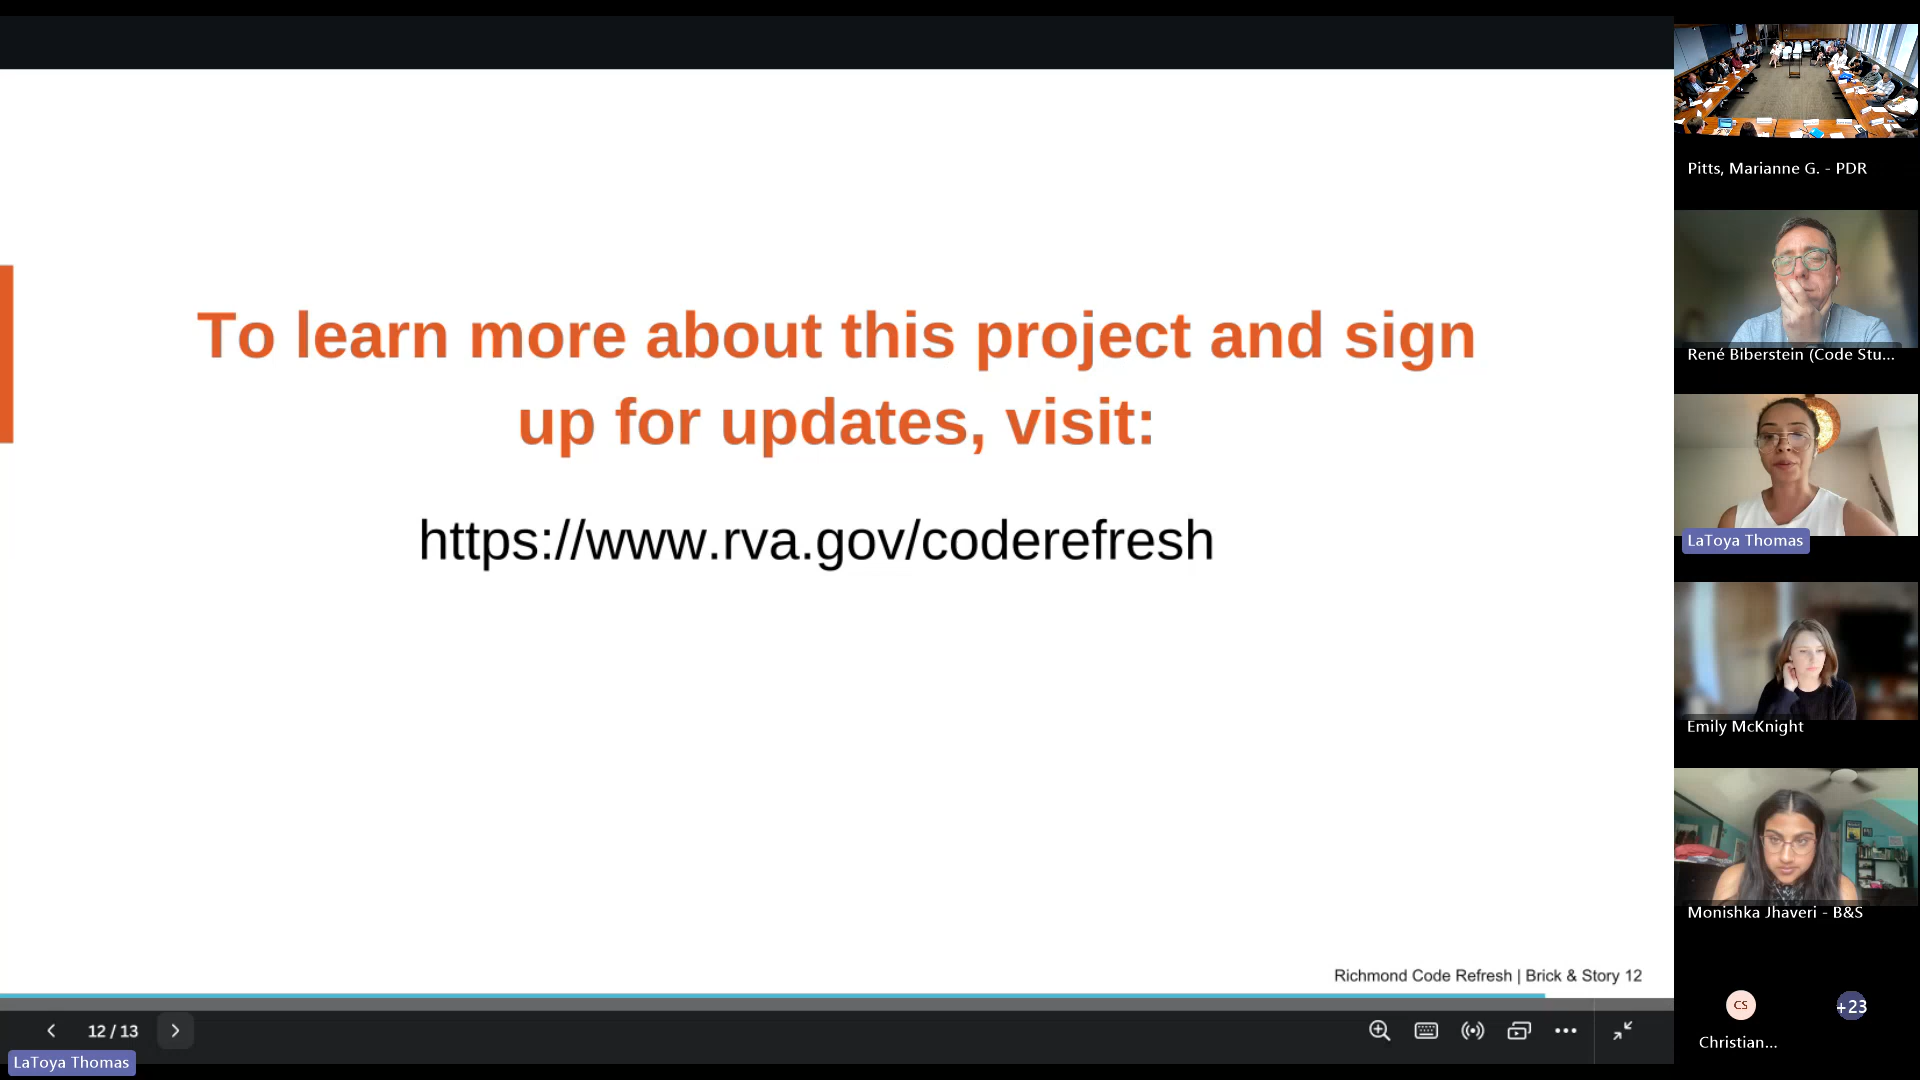 To learn more about this project and sign
up for updates, visit:
https://www.rva.gov/coderefresh
Richmond Code Refresh | Brick & Story 12
12 / 13
LaToya Thomas
Pitts, Marianne G. - PDR
René Biberstein (Code Stu...
LaToya Thomas
Emily McKnight
Monishka Jhaveri - B&S
CS
+23
Christian...